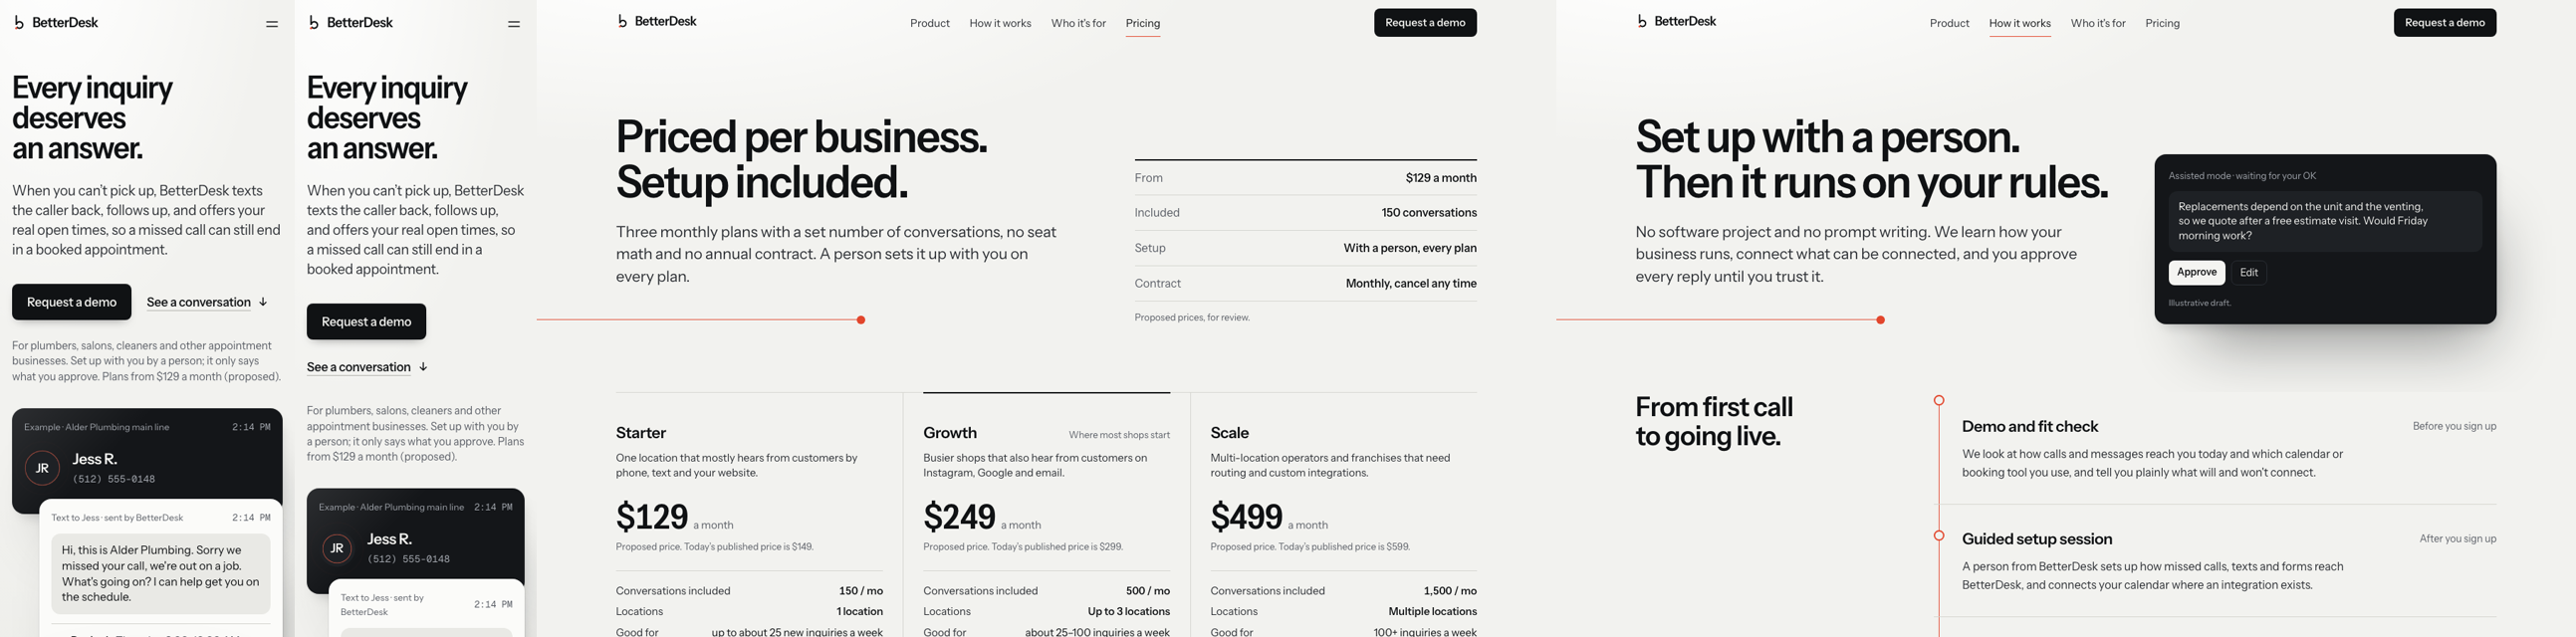 BetterDesk
Every inquiry
deserves
an answer.
When you can't pick up, BetterDesk texts
the caller back, follows up, and offers your
real open times, so a missed call can still end
in a booked appointment.
Request a demo
See a conversation ↓
For plumbers, salons, cleaners and other appointment
businesses. Set up with you by a person; it only says
what you approve. Plans from $129 a month (proposed).
Example · Alder Plumbing main line 2:14 PM
JR
Jess R.
(512) 555-0148
Text to Jess · sent by BetterDesk 2:14 PM
Hi, this is Alder Plumbing. Sorry we
missed your call, we're out on a job.
What's going on? I can help get you on
the schedule.
BetterDesk
Every inquiry
deserves
an answer.
When you can't pick up, BetterDesk
texts the caller back, follows up,
and offers your real open times, so
a missed call can still end in a
booked appointment.
Request a demo
See a conversation ↓
For plumbers, salons, cleaners and other
appointment businesses. Set up with you by
a person; it only says what you approve. Plans
from $129 a month (proposed).
Example · Alder Plumbing main line 2:14 PM
JR
Jess R.
(512) 555-0148
Text to Jess · sent by
BetterDesk
2:14 PM
BetterDesk
Product How it works Who it's for Pricing
Request a demo
Priced per business.
Setup included.
Three monthly plans with a set number of conversations, no seat
math and no annual contract. A person sets it up with you on
every plan.
From $129 a month
Included 150 conversations
Setup With a person, every plan
Contract Monthly, cancel any time
Proposed prices, for review.
Starter
One location that mostly hears from customers by
phone, text and your website.
$129 a month
Proposed price. Today's published price is $149.
Conversations included 150 / mo
Locations 1 location
Good for up to about 25 new inquiries a week
Growth Where most shops start
Busier shops that also hear from customers on
Instagram, Google and email.
$249 a month
Proposed price. Today's published price is $299.
Conversations included 500 / mo
Locations Up to 3 locations
Good for about 25–100 inquiries a week
Scale
Multi-location operators and franchises that need
routing and custom integrations.
$499 a month
Proposed price. Today's published price is $599.
Conversations included 1,500 / mo
Locations Multiple locations
Good for 100+ inquiries a week
BetterDesk
Product How it works Who it's for Pricing
Request a demo
Set up with a person.
Then it runs on your rules.
No software project and no prompt writing. We learn how your
business runs, connect what can be connected, and you approve
every reply until you trust it.
Assisted mode · waiting for your OK
Replacements depend on the unit and the venting,
so we quote after a free estimate visit. Would Friday
morning work?
Approve Edit
Illustrative draft.
From first call
to going live.
Demo and fit check Before you sign up
We look at how calls and messages reach you today and which calendar or
booking tool you use, and tell you plainly what will and won't connect.
Guided setup session After you sign up
A person from BetterDesk sets up how missed calls, texts and forms reach
BetterDesk, and connects your calendar where an integration exists.